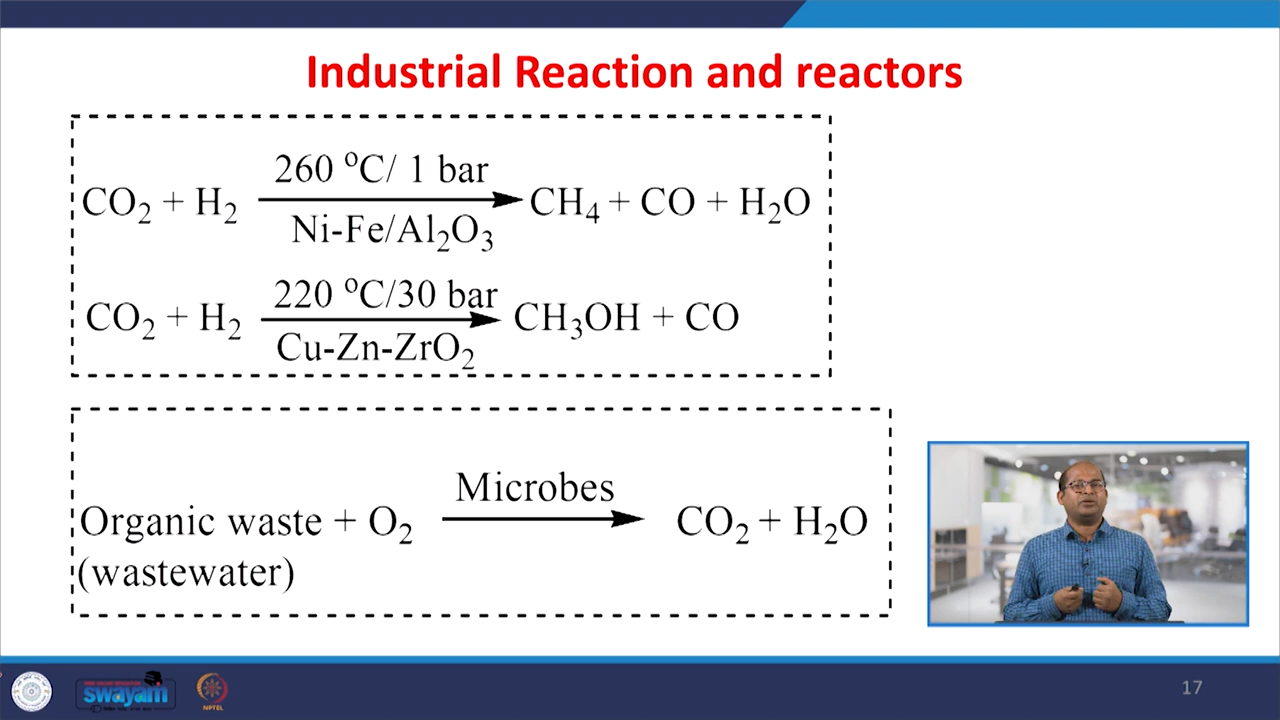 Industrial Reaction and reactors
260 °C/ 1 bar
CO₂ + H₂ → CH₄ + CO + H₂O
Ni-Fe/Al₂O₃
220 °C/30 bar
CO₂ + H₂ → CH₃OH + CO
Cu-Zn-ZrO₂
Microbes
Organic waste + O₂ → CO₂ + H₂O
(wastewater)
swayam
NPTEL
17